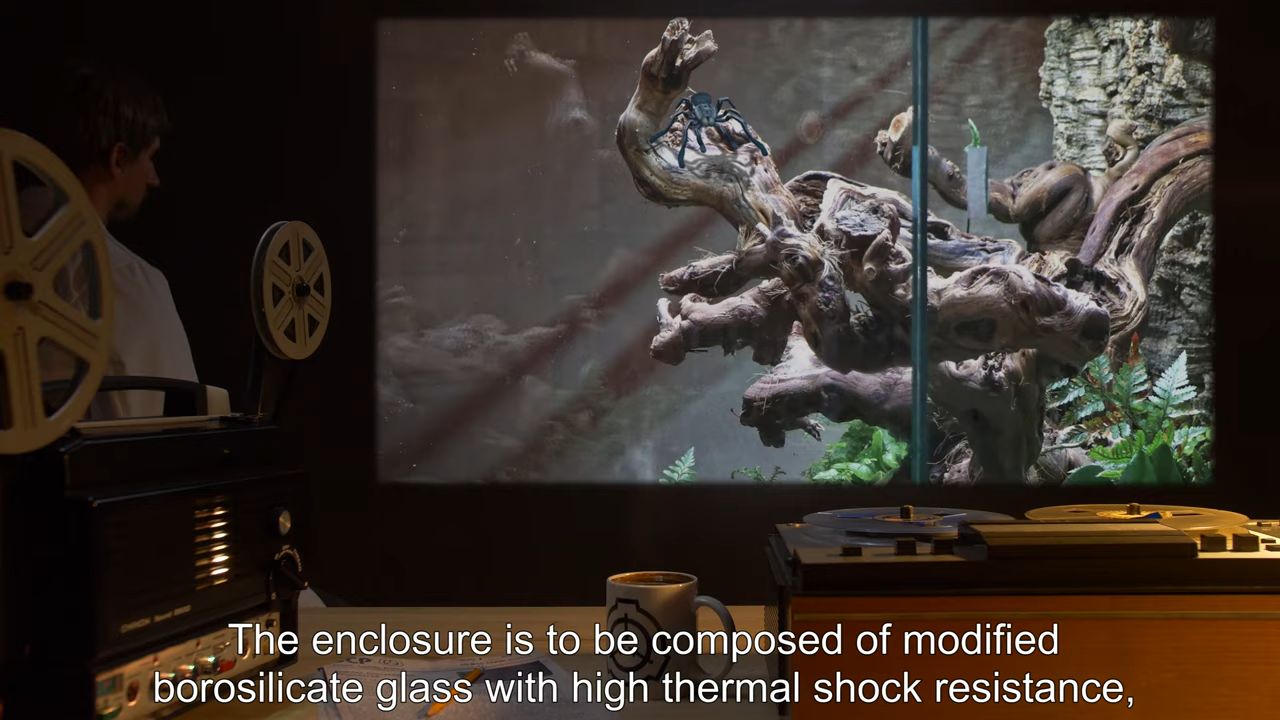 The enclosure is to be composed of modified
borosilicate glass with high thermal shock resistance,